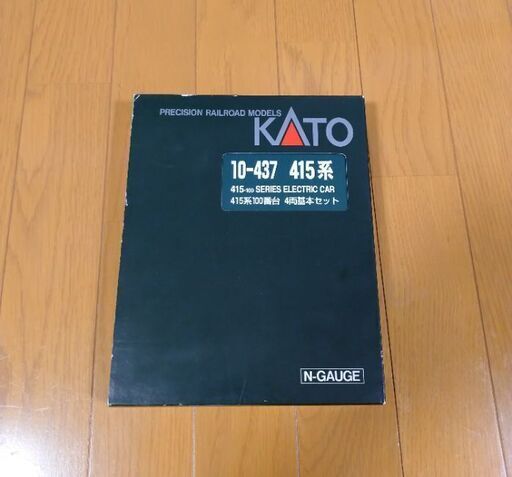 PRECISION RAILROAD MODELS
KATO
10-437 415系
415-100 SERIES ELECTRIC CAR
415系100番台 4両基本セット
N-GAUGE